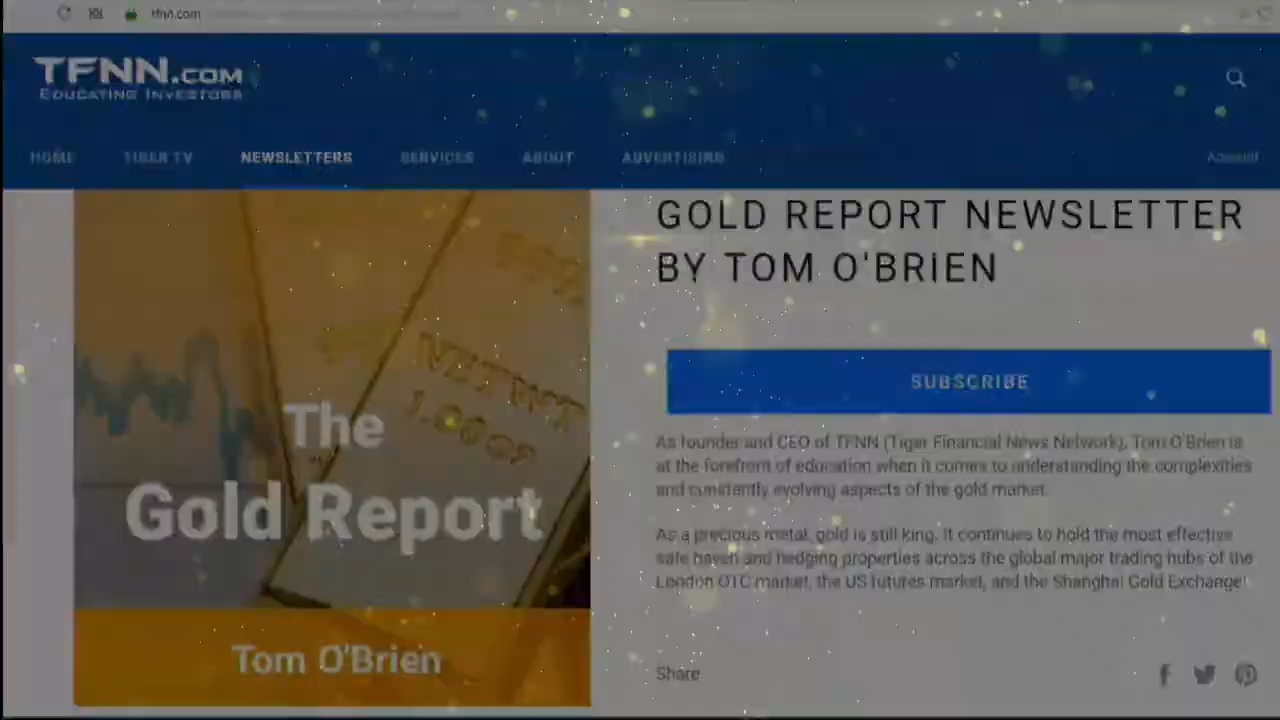 tfnn.com
TFNN.COM
EDUCATING INVESTORS
HOME TIGER TV NEWSLETTERS SERVICES ABOUT ADVERTISING Account
GOLD REPORT NEWSLETTER
BY TOM O'BRIEN
SUBSCRIBE
NET WT
1.00 OZ
The
Gold Report
Tom O'Brien
As founder and CEO of TFNN (Tiger Financial News Network), Tom O'Brien is
at the forefront of education when it comes to understanding the complexities
and constantly evolving aspects of the gold market.
As a precious metal, gold is still king. It continues to hold the most effective
safe haven and hedging properties across the global major trading hubs of the
London OTC market, the US futures market, and the Shanghai Gold Exchange!
Share